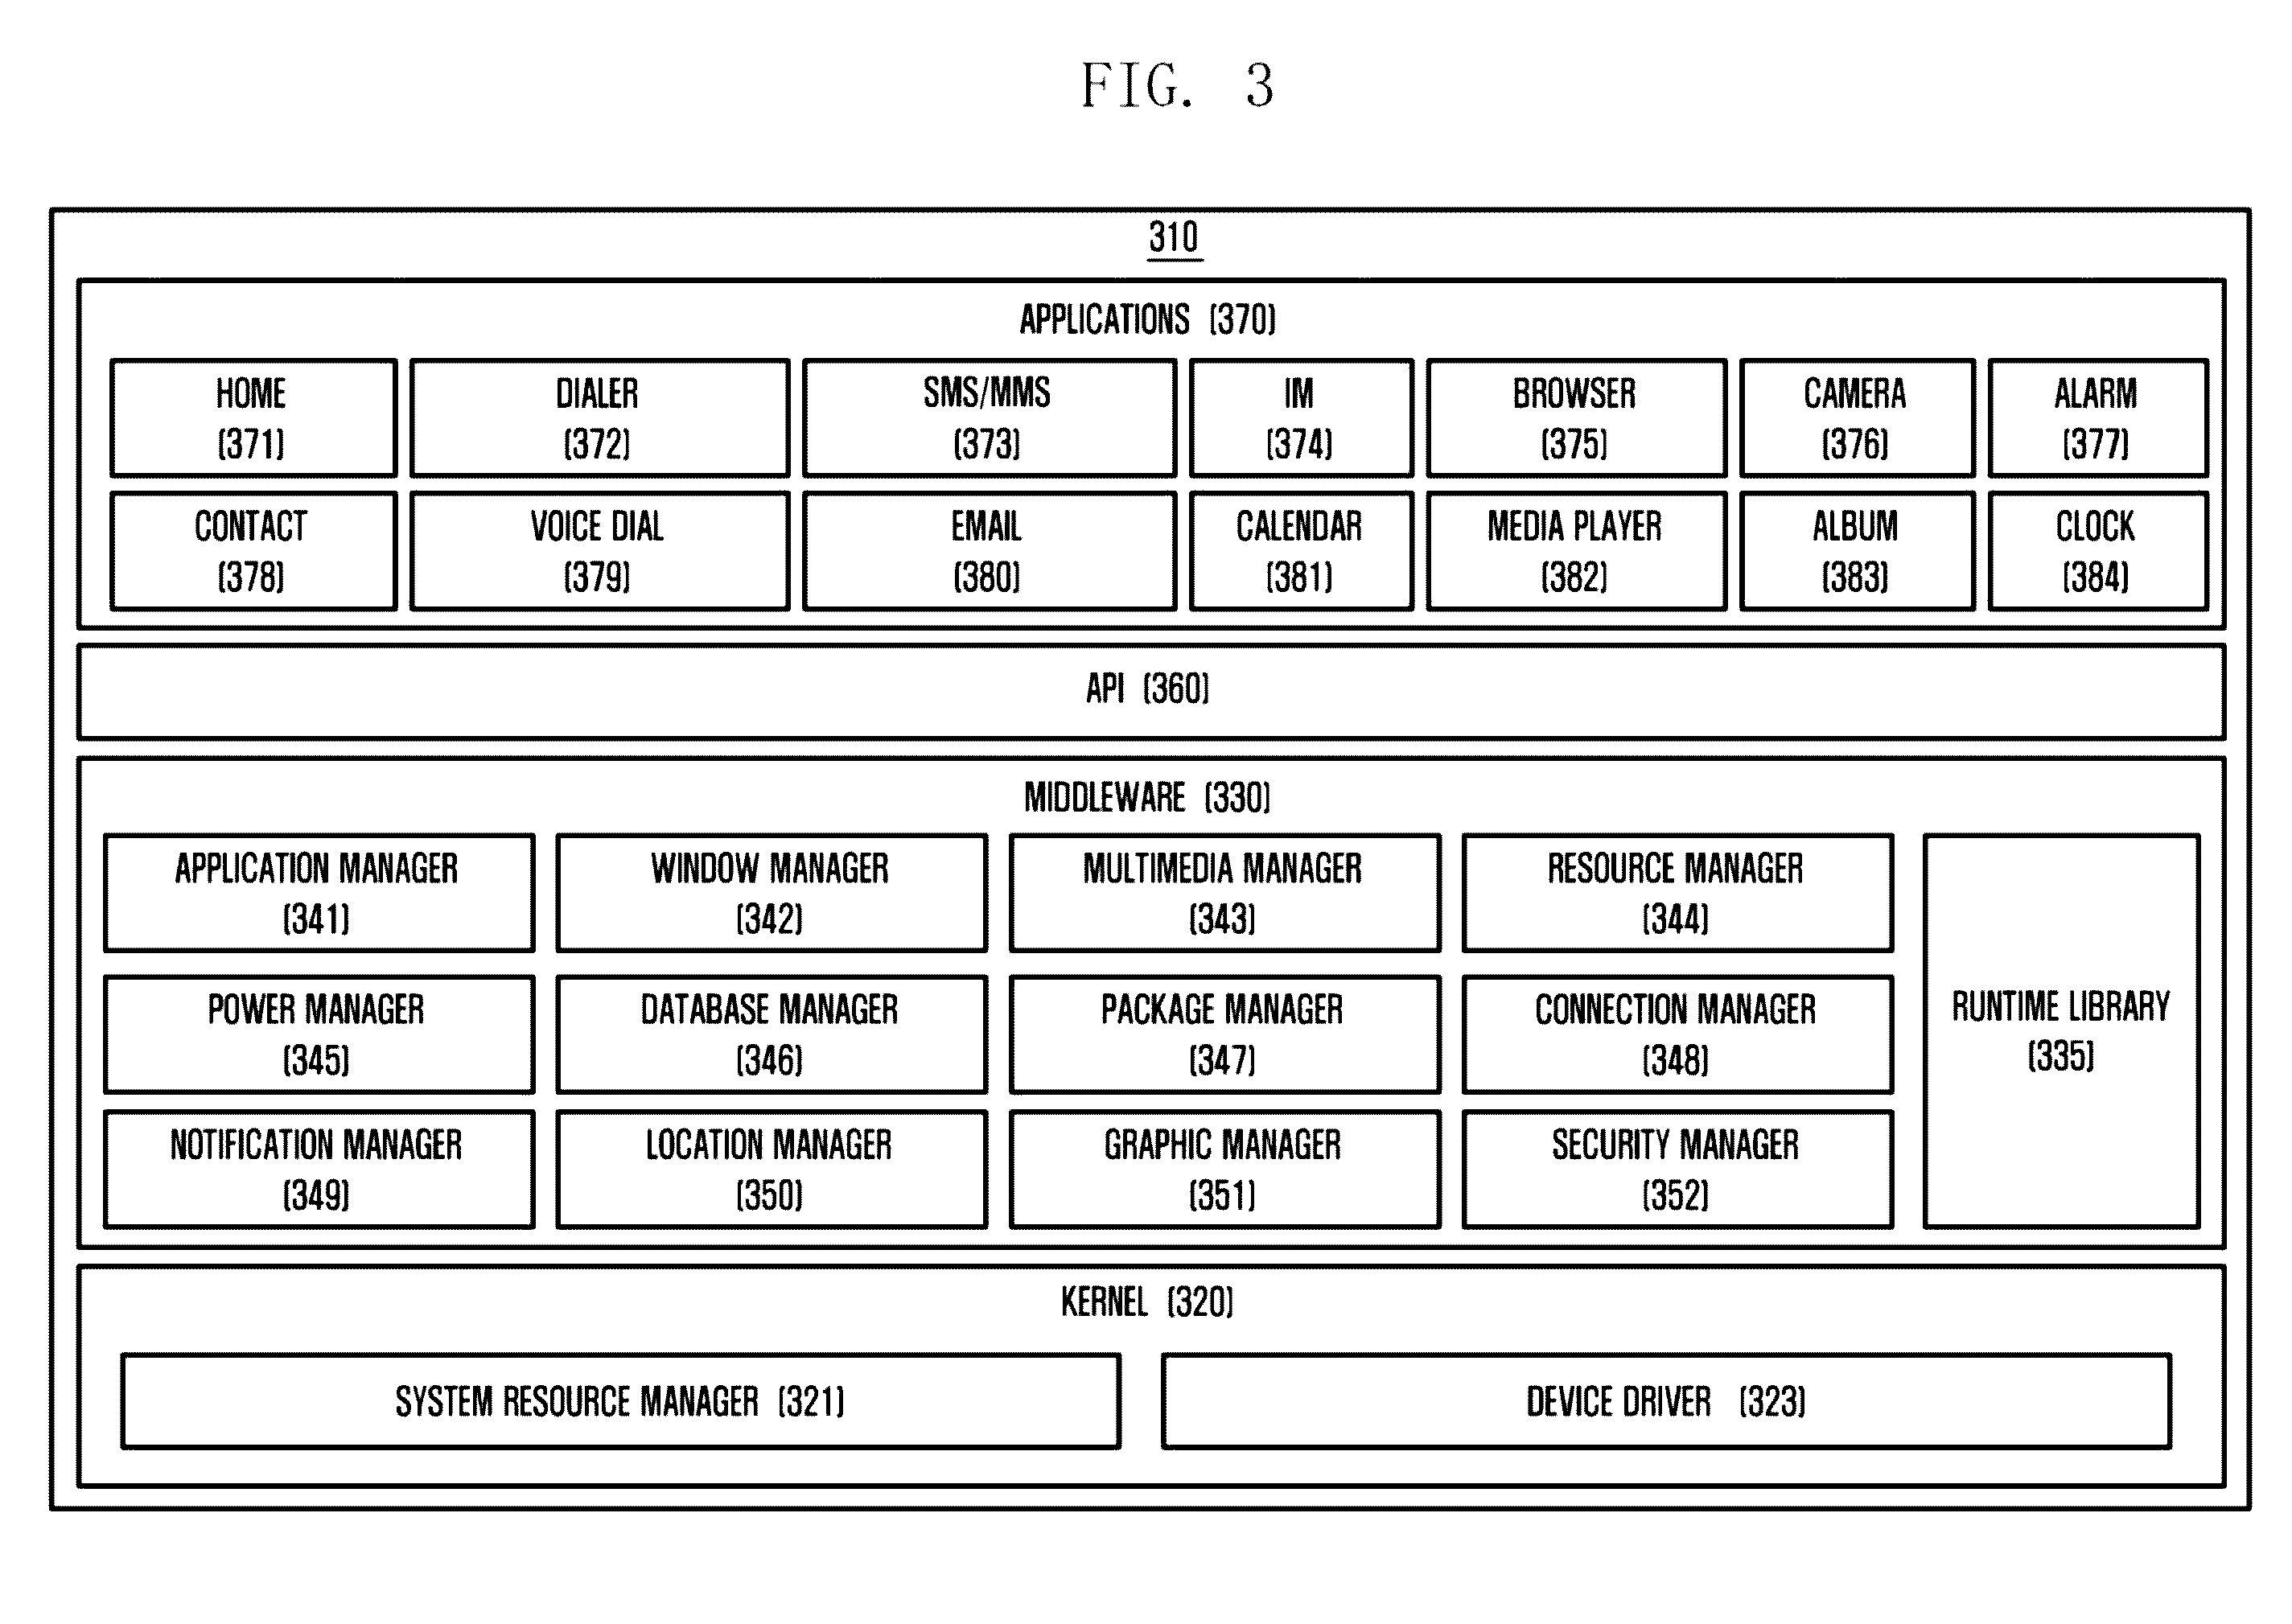 FIG. 3
310
APPLICATIONS (370)
HOME
(371)
DIALER
(372)
SMS/MMS
(373)
IM
(374)
BROWSER
(375)
CAMERA
(376)
ALARM
(377)
CONTACT
(378)
VOICE DIAL
(379)
EMAIL
(380)
CALENDAR
(381)
MEDIA PLAYER
(382)
ALBUM
(383)
CLOCK
(384)
API (360)
MIDDLEWARE (330)
APPLICATION MANAGER
(341)
WINDOW MANAGER
(342)
MULTIMEDIA MANAGER
(343)
RESOURCE MANAGER
(344)
POWER MANAGER
(345)
DATABASE MANAGER
(346)
PACKAGE MANAGER
(347)
CONNECTION MANAGER
(348)
NOTIFICATION MANAGER
(349)
LOCATION MANAGER
(350)
GRAPHIC MANAGER
(351)
SECURITY MANAGER
(352)
RUNTIME LIBRARY
(335)
KERNEL (320)
SYSTEM RESOURCE MANAGER (321)
DEVICE DRIVER (323)